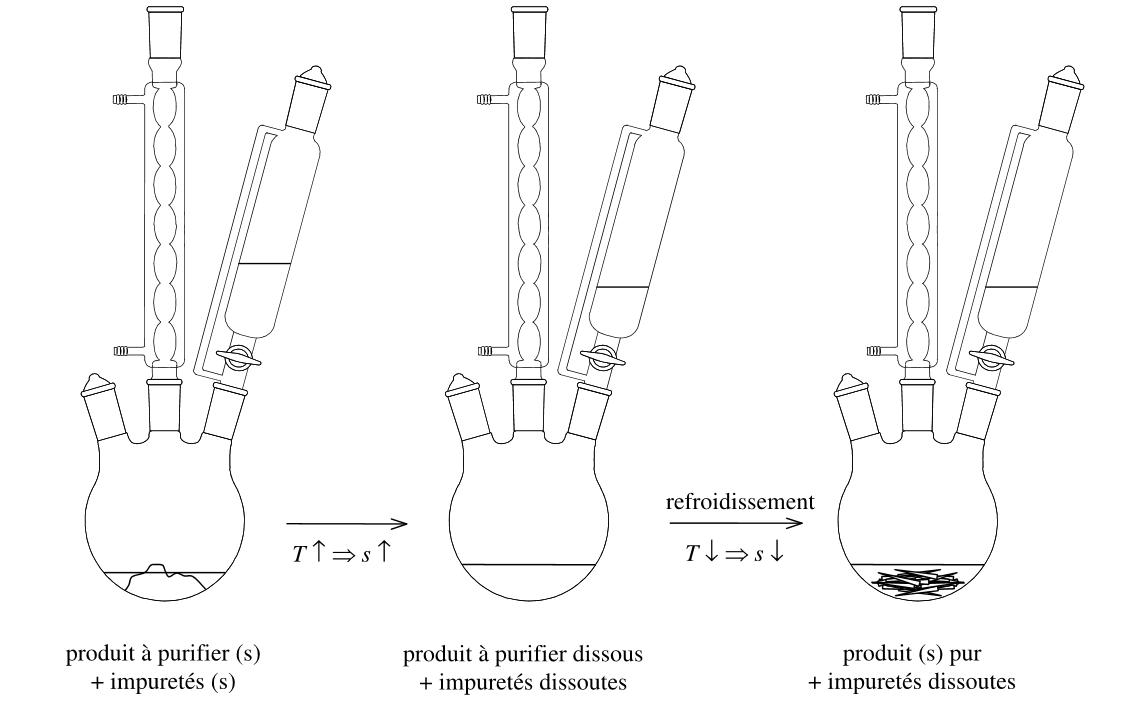 refroidissement
T ↑ ⇒ s ↑
T ↓ ⇒ s ↓
produit à purifier (s)
+ impuretés (s)
produit à purifier dissous
+ impuretés dissoutes
produit (s) pur
+ impuretés dissoutes